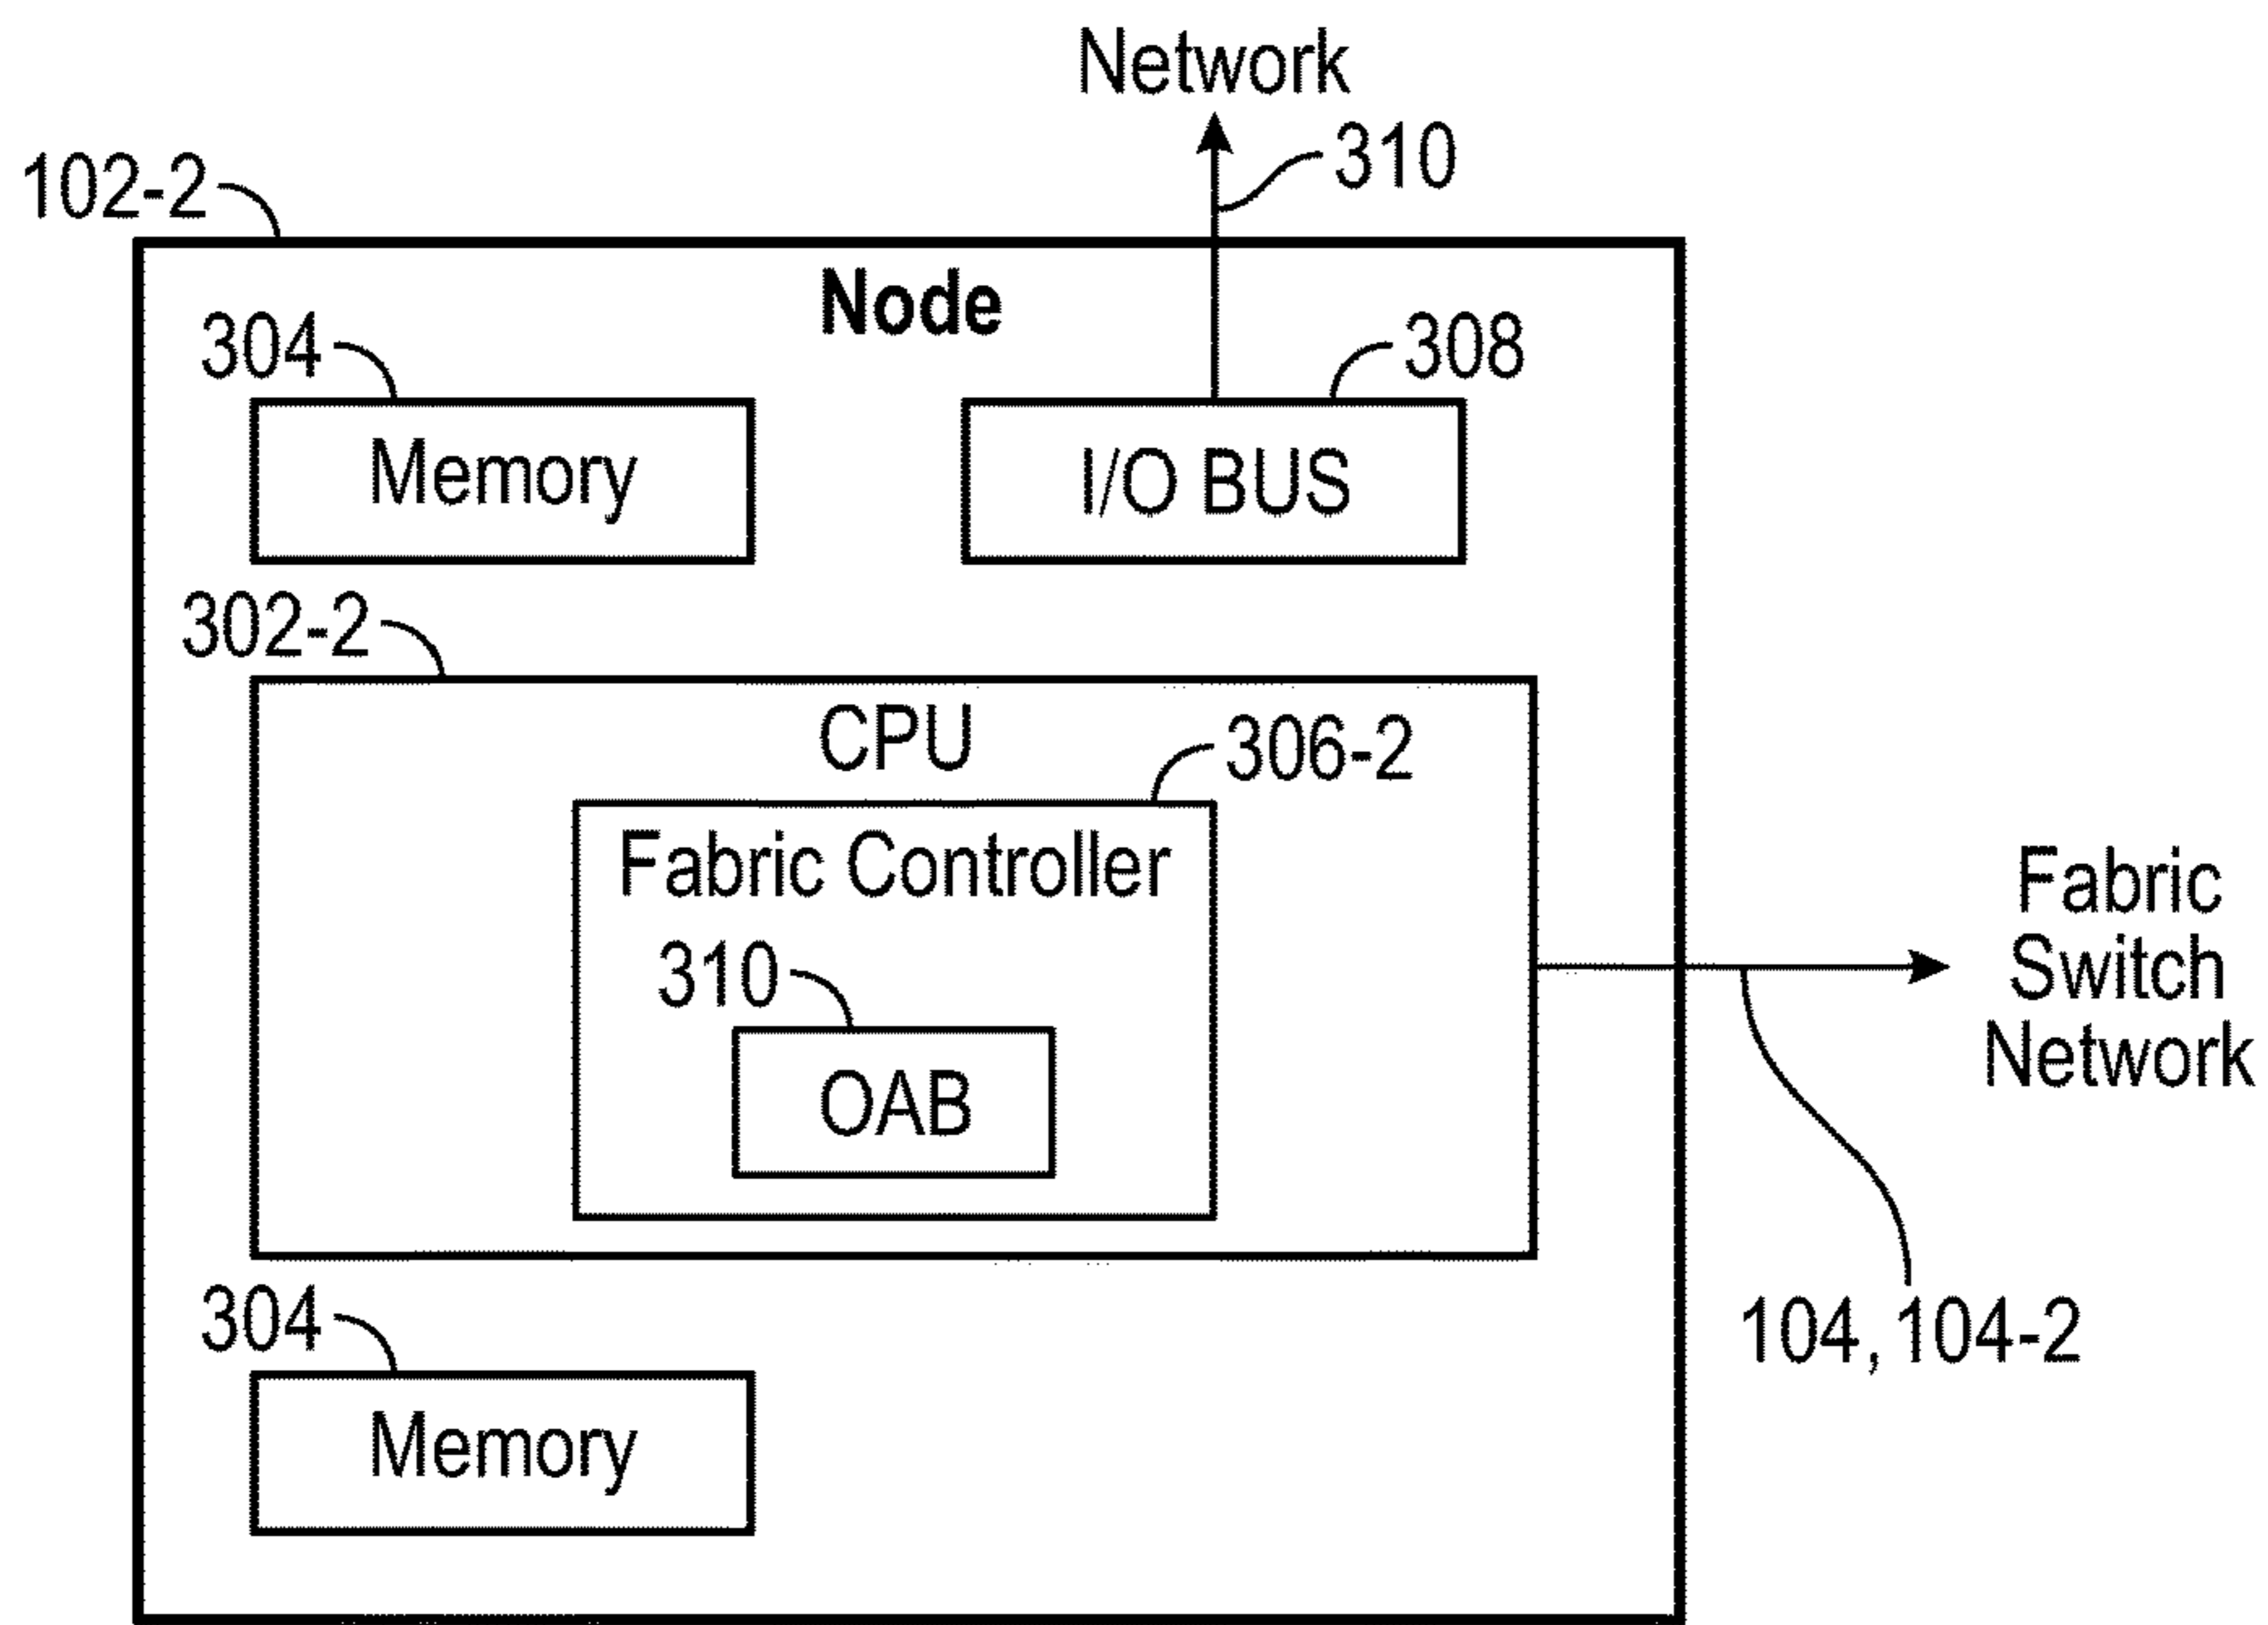 Network
310
102-2
Node
304
308
Memory
I/O BUS
302-2
CPU
306-2
Fabric Controller
310
OAB
Fabric
Switch
Network
304
104, 104-2
Memory